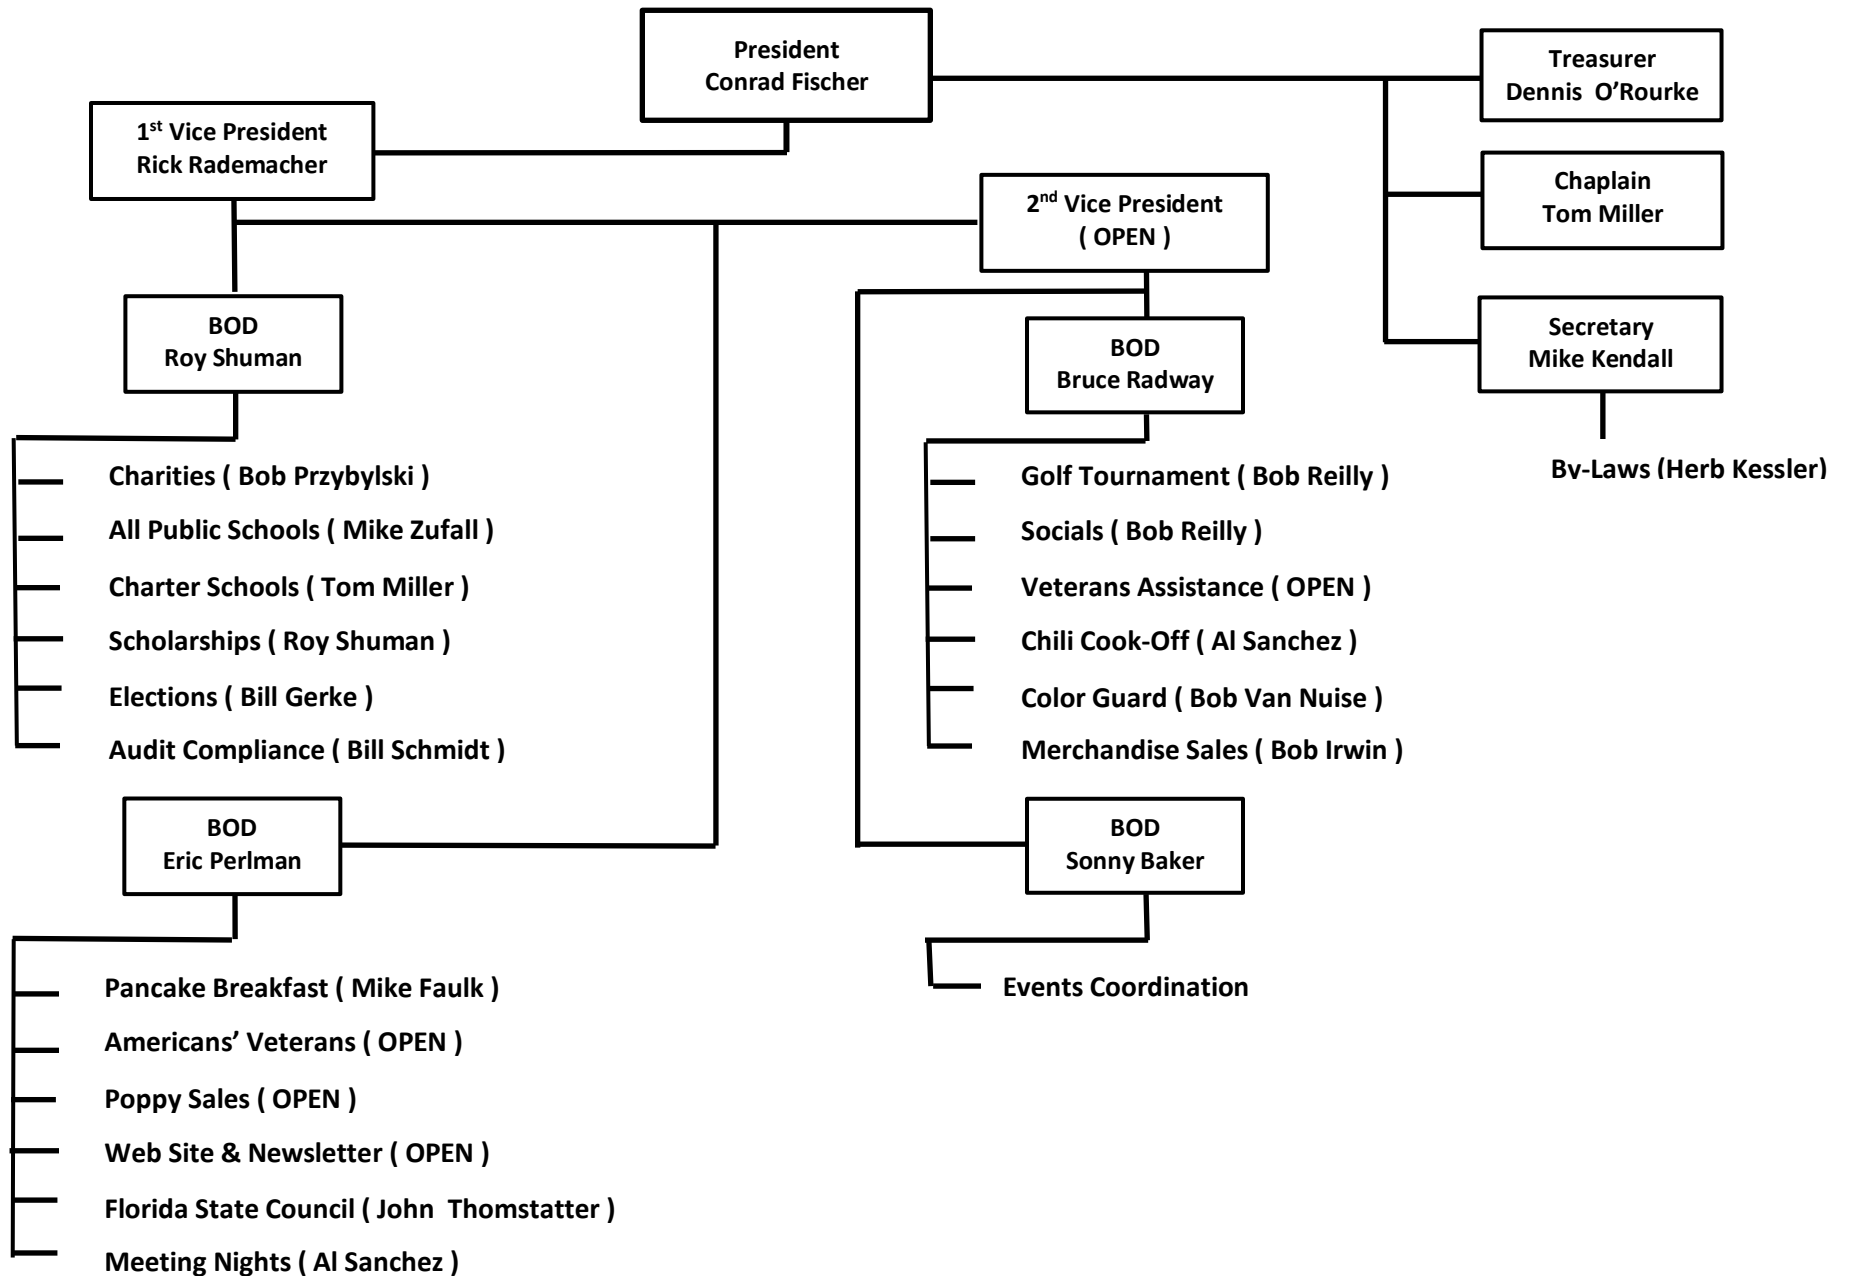 President
Conrad Fischer
Treasurer
Dennis O’Rourke
1st Vice President
Rick Rademacher
Chaplain
Tom Miller
2nd Vice President
( OPEN )
Secretary
Mike Kendall
By-Laws (Herb Kessler)
BOD
Roy Shuman
Charities ( Bob Przybylski )
All Public Schools ( Mike Zufall )
Charter Schools ( Tom Miller )
Scholarships ( Roy Shuman )
Elections ( Bill Gerke )
Audit Compliance ( Bill Schmidt )
BOD
Bruce Radway
Golf Tournament ( Bob Reilly )
Socials ( Bob Reilly )
Veterans Assistance ( OPEN )
Chili Cook-Off ( Al Sanchez )
Color Guard ( Bob Van Nuise )
Merchandise Sales ( Bob Irwin )
BOD
Eric Perlman
Pancake Breakfast ( Mike Faulk )
Americans’ Veterans ( OPEN )
Poppy Sales ( OPEN )
Web Site & Newsletter ( OPEN )
Florida State Council ( John Thomstatter )
Meeting Nights ( Al Sanchez )
BOD
Sonny Baker
Events Coordination